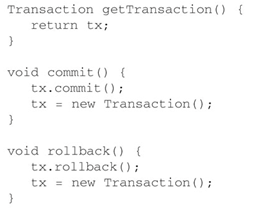 Transaction getTransaction() {
return tx;
}
void commit() {
tx.commit();
tx = new Transaction();
}
void rollback() {
tx.rollback();
tx = new Transaction();
}